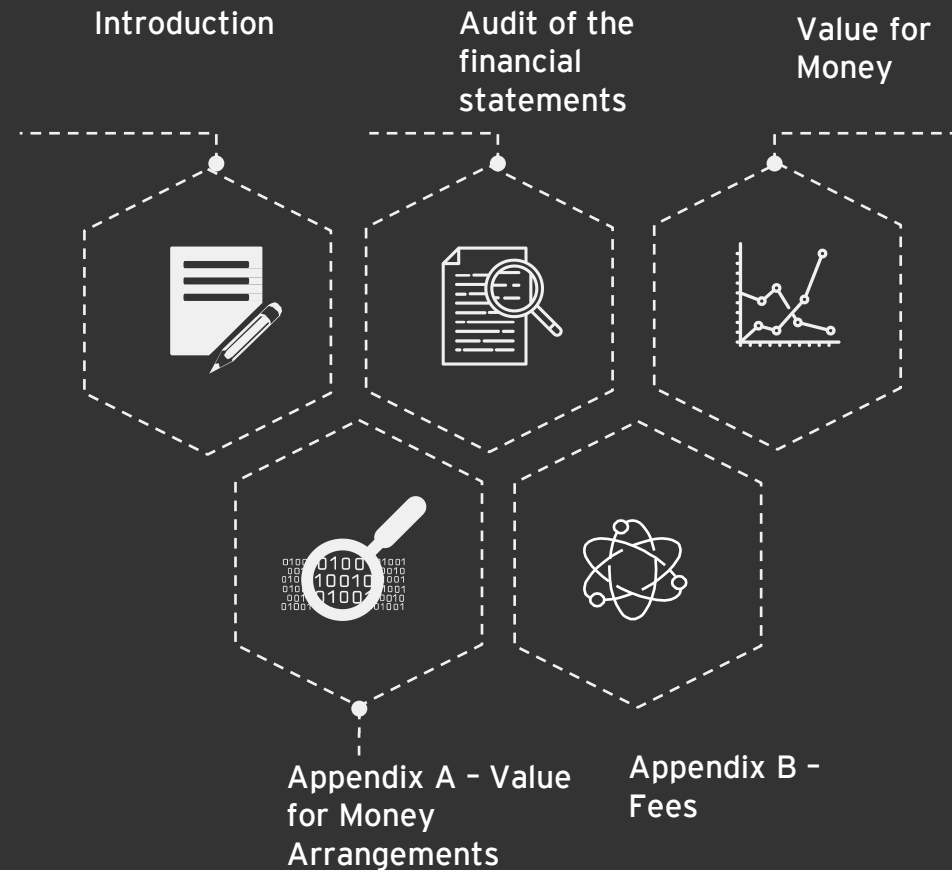 Introduction
Audit of the
financial
statements
Value for
Money
Appendix A – Value
for Money
Arrangements
Appendix B –
Fees